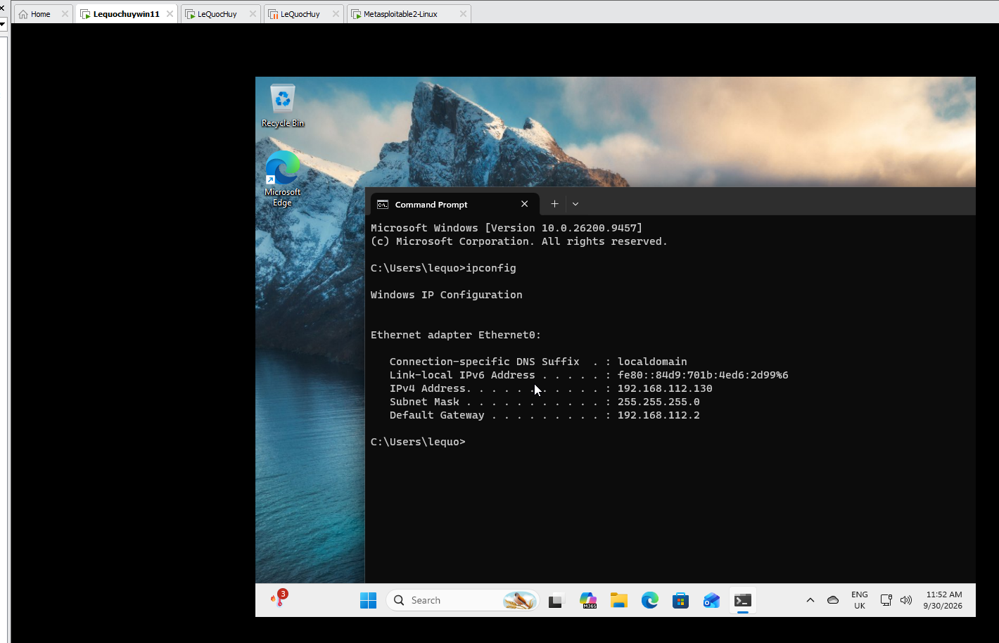 Home
Lequochuywin11
LeQuocHuy
LeQuocHuy
Metasploitable2-Linux
Recycle Bin
Microsoft
Edge
Command Prompt
Microsoft Windows [Version 10.0.26200.9457]
(c) Microsoft Corporation. All rights reserved.
C:\Users\lequo>ipconfig
Windows IP Configuration
Ethernet adapter Ethernet0:
Connection-specific DNS Suffix  . : localdomain
Link-local IPv6 Address . . . . . : fe80::84d9:701b:4ed6:2d99%6
IPv4 Address. . . . . . . . . . . : 192.168.112.130
Subnet Mask . . . . . . . . . . . : 255.255.255.0
Default Gateway . . . . . . . . . : 192.168.112.2
C:\Users\lequo>
3
Search
M365
ENG
UK
11:52 AM
9/30/2026